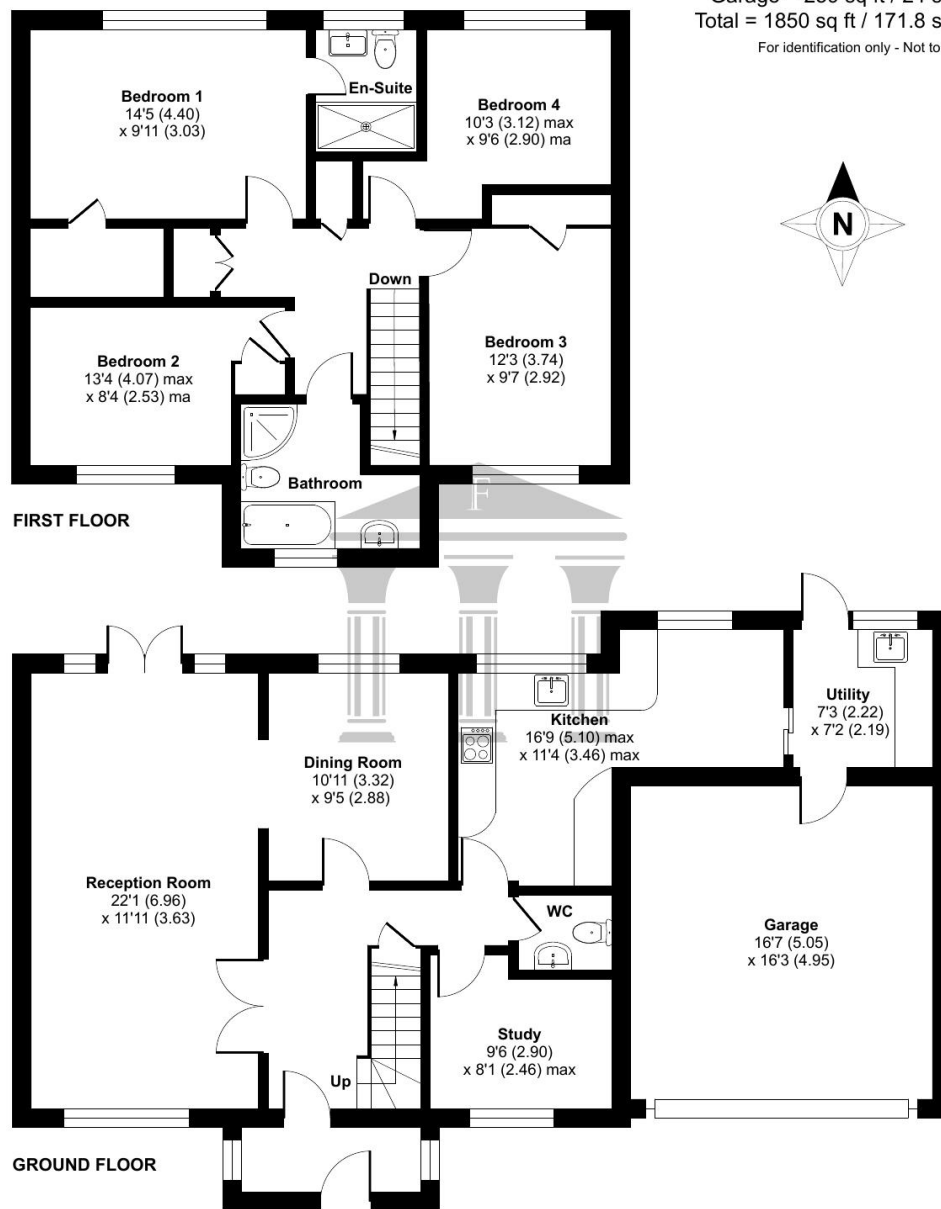 Total = 1850 sq ft / 171.8 s
For identification only - Not to
Bedroom 1
14'5 (4.40)
x 9'11 (3.03)
En-Suite
Bedroom 4
10'3 (3.12) max
x 9'6 (2.90) ma
N
Down
Bedroom 2
13'4 (4.07) max
x 8'4 (2.53) ma
Bedroom 3
12'3 (3.74)
x 9'7 (2.92)
Bathroom
F
FIRST FLOOR
Utility
7'3 (2.22)
x 7'2 (2.19)
Kitchen
16'9 (5.10) max
x 11'4 (3.46) max
Dining Room
10'11 (3.32)
x 9'5 (2.88)
Reception Room
22'1 (6.96)
x 11'11 (3.63)
WC
Garage
16'7 (5.05)
x 16'3 (4.95)
Study
9'6 (2.90)
x 8'1 (2.46) max
Up
GROUND FLOOR